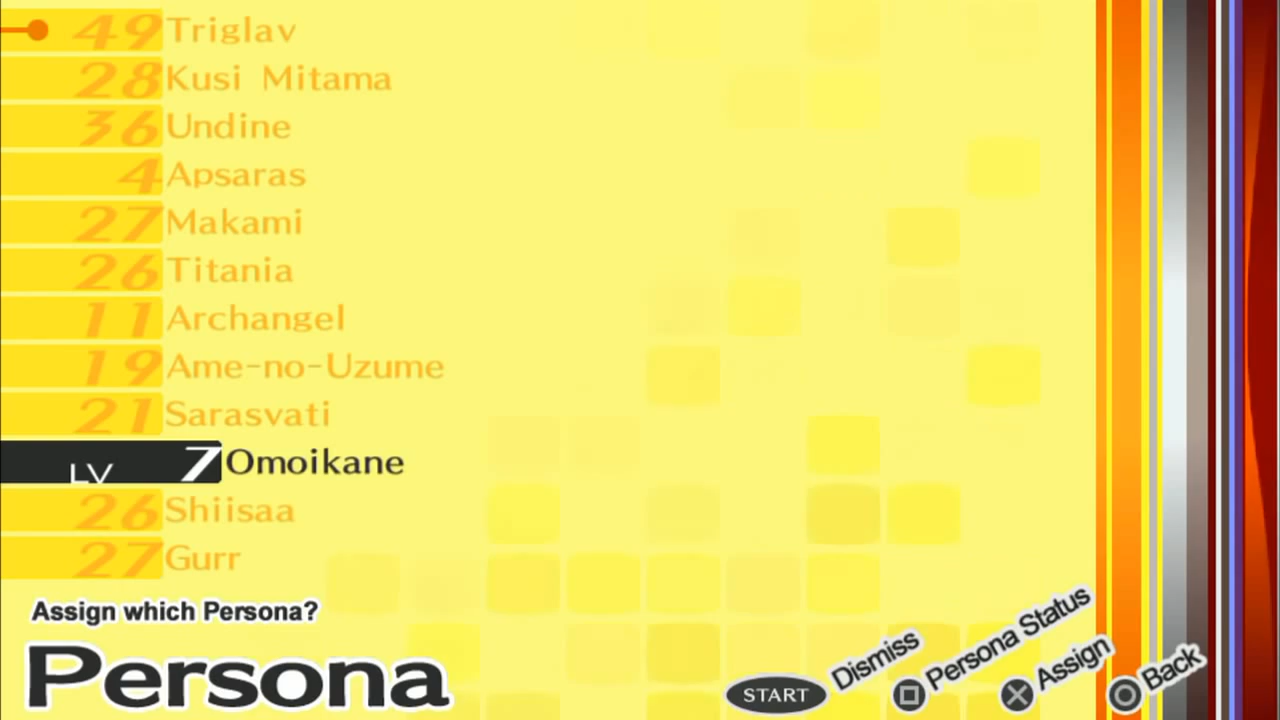 49 Triglav
28 Kusi Mitama
36 Undine
4 Apsaras
27 Makami
26 Titania
11 Archangel
19 Ame-no-Uzume
21 Sarasvati
LV 7 Omoikane
26 Shiisaa
27 Gurr
Assign which Persona?
Persona
START Dismiss
Persona Status
Assign
Back